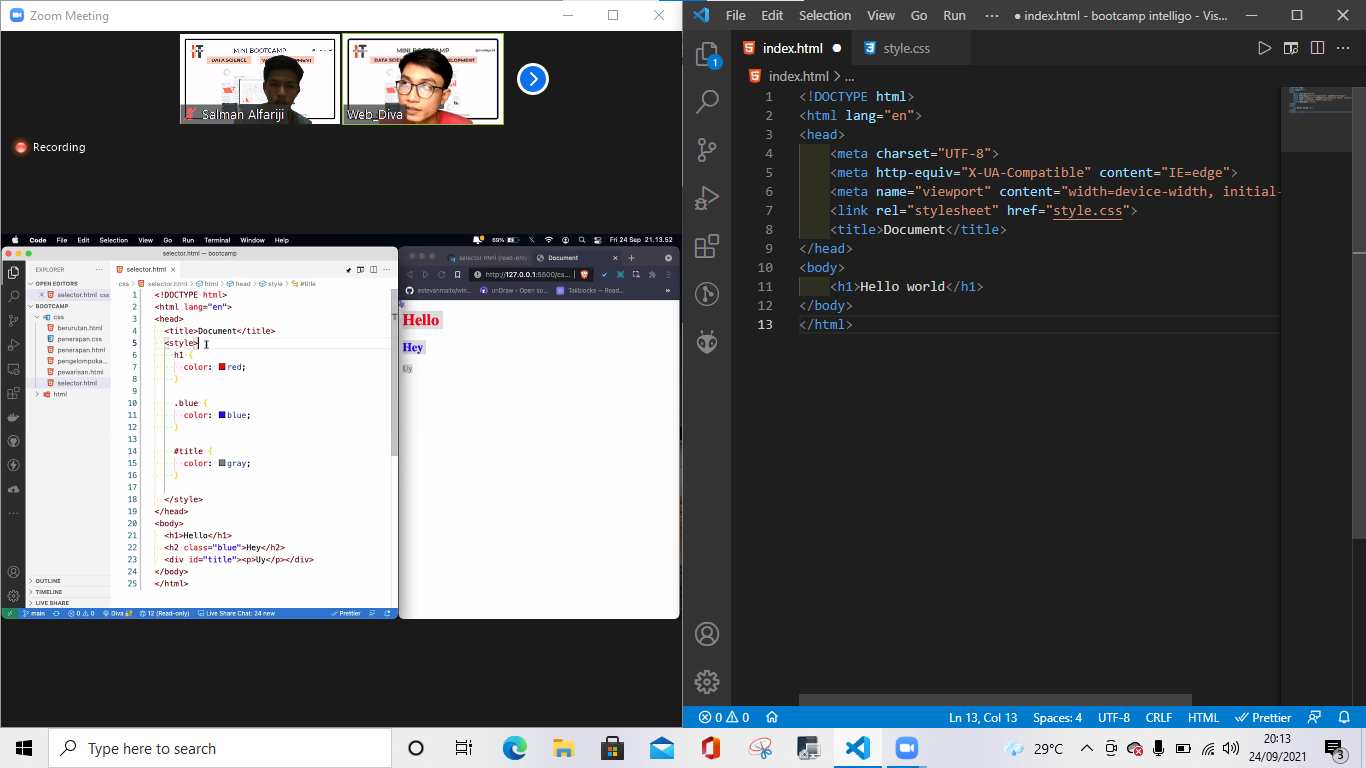 Zoom Meeting
MINI BOOTCAMP
DATA SCIENCE
Salman Alfariji
MINI BOOTCAMP
Web_Diva
Recording
Code File Edit Selection View Go Run Terminal Window Help
69% Fri 24 Sep 21.13.52
selector.html — bootcamp
EXPLORER
OPEN EDITORS
selector.html css
BOOTCAMP
css
berurutan.html
penerapan.css
penerapan.html
pengelompoka...
pewarisan.html
selector.html
html
OUTLINE
TIMELINE
LIVE SHARE
selector.html
css > selector.html > html > head > style > #title
1 <!DOCTYPE html>
2 <html lang="en">
3 <head>
4 <title>Document</title>
5 <style>
6 h1 {
7 color: red;
8 }
9
10 .blue {
11 color: blue;
12 }
13
14 #title {
15 color: gray;
16 }
17
18 </style>
19 </head>
20 <body>
21 <h1>Hello</h1>
22 <h2 class="blue">Hey</h2>
23 <div id="title"><p>Uy</p></div>
24 </body>
25 </html>
main 0 0 Diva 12 (Read-only) Live Share Chat: 24 new Prettier
selector.html (read-only) Document
http://127.0.0.1:5500/cs...
estevanmaito/win... unDraw - Open so... Tailblocks — Read...
Hello
Hey
Uy
File Edit Selection View Go Run ··· ● index.html - bootcamp intelligo - Vis...
index.html style.css
index.html > ...
1 <!DOCTYPE html>
2 <html lang="en">
3 <head>
4 <meta charset="UTF-8">
5 <meta http-equiv="X-UA-Compatible" content="IE=edge">
6 <meta name="viewport" content="width=device-width, initial-
7 <link rel="stylesheet" href="style.css">
8 <title>Document</title>
9 </head>
10 <body>
11 <h1>Hello world</h1>
12 </body>
13 </html>
1
0 0 Ln 13, Col 13 Spaces: 4 UTF-8 CRLF HTML Prettier
Type here to search
29°C
20:13
24/09/2021
3